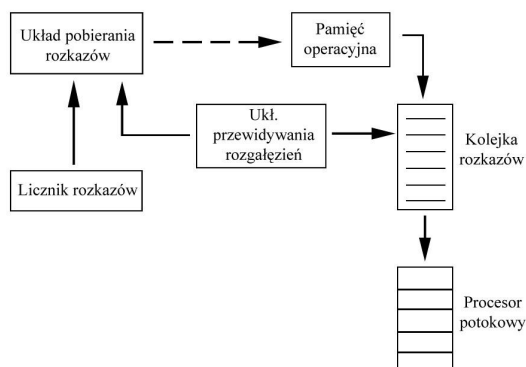 Układ pobierania
rozkazów
Pamięć
operacyjna
Ukł.
przewidywania
rozgałęzień
Kolejka
rozkazów
Licznik rozkazów
Procesor
potokowy